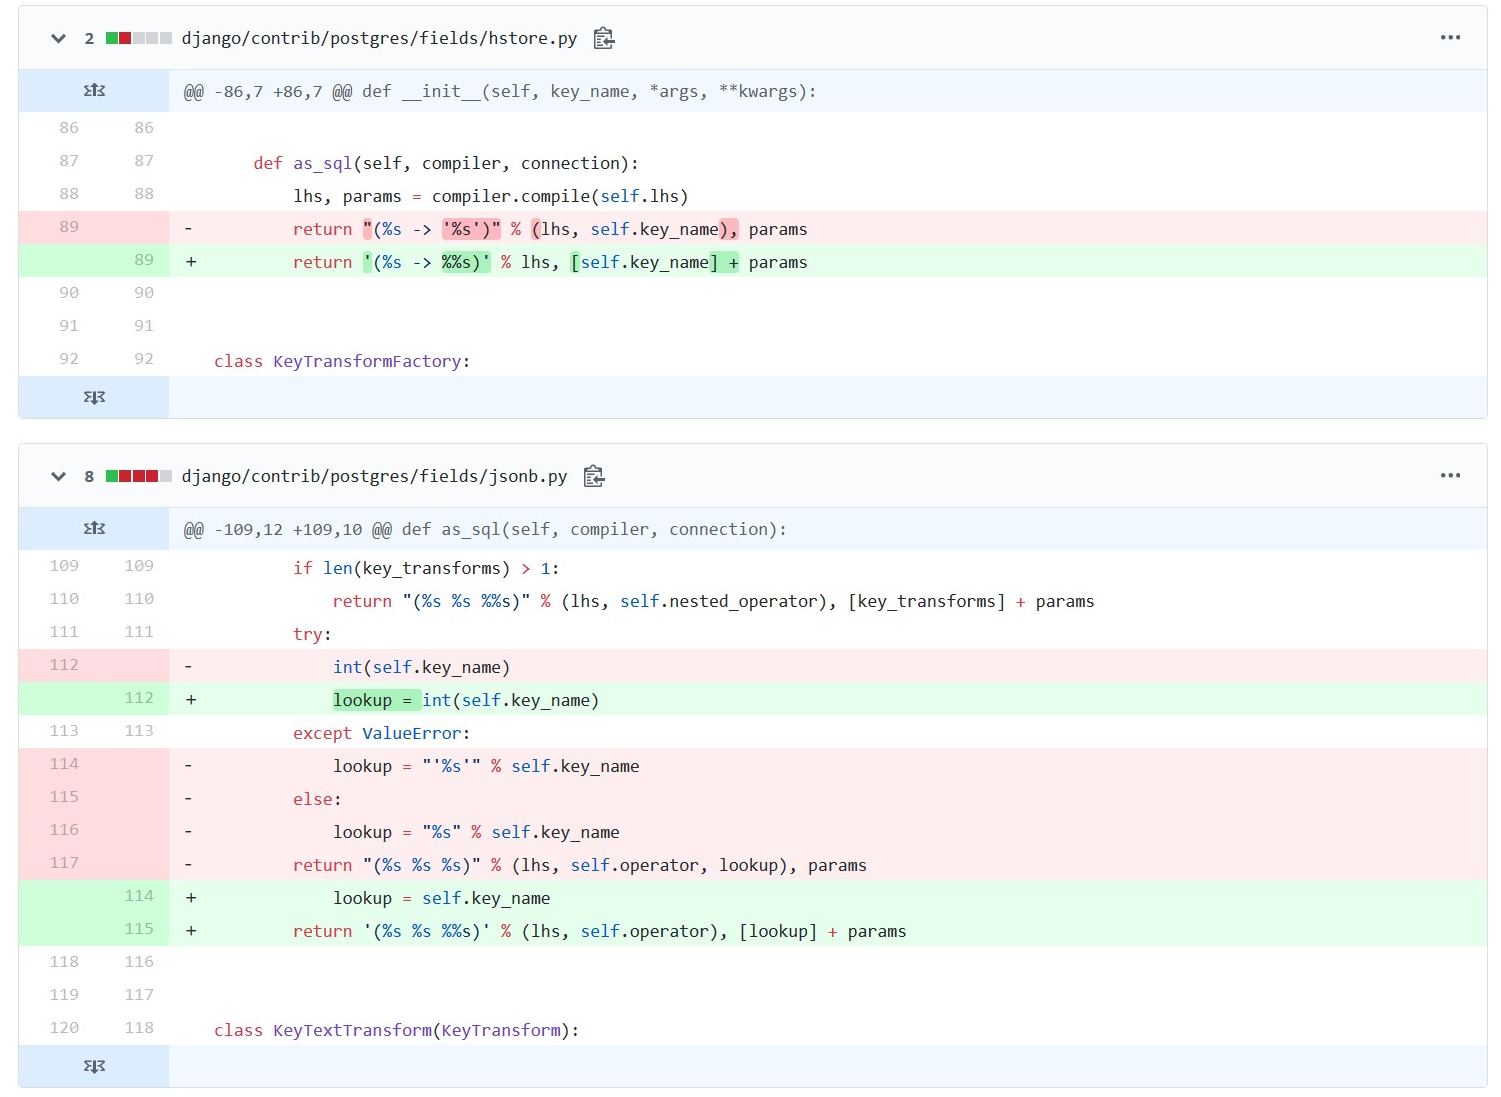 2 django/contrib/postgres/fields/hstore.py
@@ -86,7 +86,7 @@ def __init__(self, key_name, *args, **kwargs):
86 86
87 87 def as_sql(self, compiler, connection):
88 88 lhs, params = compiler.compile(self.lhs)
89 - return "(%s -> '%s')" % (lhs, self.key_name), params
89 + return '(%s -> %%s)' % lhs, [self.key_name] + params
90 90
91 91
92 92 class KeyTransformFactory:
8 django/contrib/postgres/fields/jsonb.py
@@ -109,12 +109,10 @@ def as_sql(self, compiler, connection):
109 109 if len(key_transforms) > 1:
110 110 return "(%s %s %%s)" % (lhs, self.nested_operator), [key_transforms] + params
111 111 try:
112 - int(self.key_name)
112 + lookup = int(self.key_name)
113 113 except ValueError:
114 - lookup = "'%s'" % self.key_name
115 - else:
116 - lookup = "%s" % self.key_name
117 - return "(%s %s %s)" % (lhs, self.operator, lookup), params
114 + lookup = self.key_name
115 + return '(%s %s %%s)' % (lhs, self.operator), [lookup] + params
118 116
119 117
120 118 class KeyTextTransform(KeyTransform):